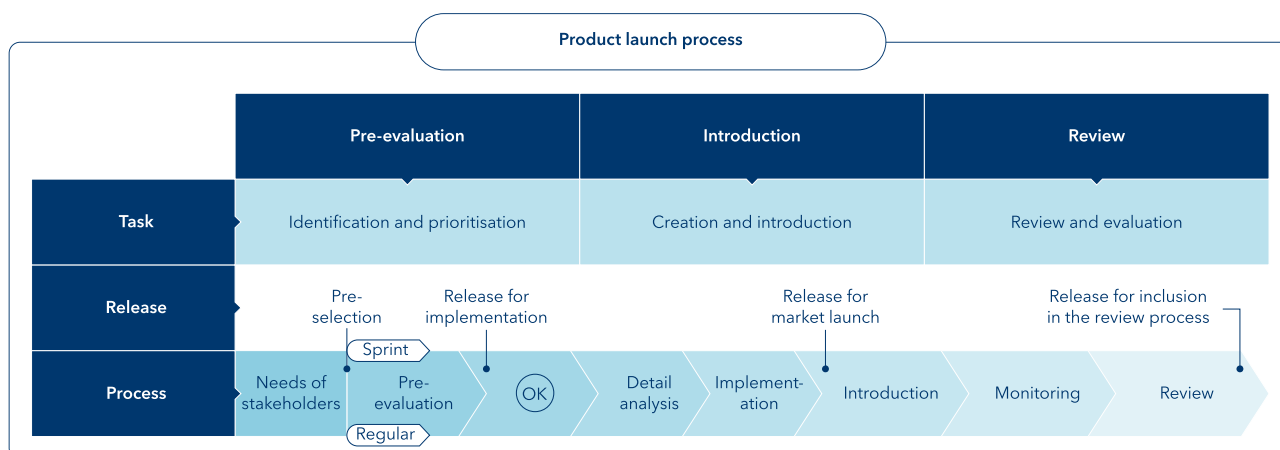 Product launch process
Pre-evaluation
Introduction
Review
Task
Identification and prioritisation
Creation and introduction
Review and evaluation
Release
Pre-
selection
Release for
implementation
Release for
market launch
Release for inclusion
in the review process
Process
Sprint
Needs of
stakeholders
Pre-
evaluation
Regular
OK
Detail
analysis
Implement-
ation
Introduction
Monitoring
Review